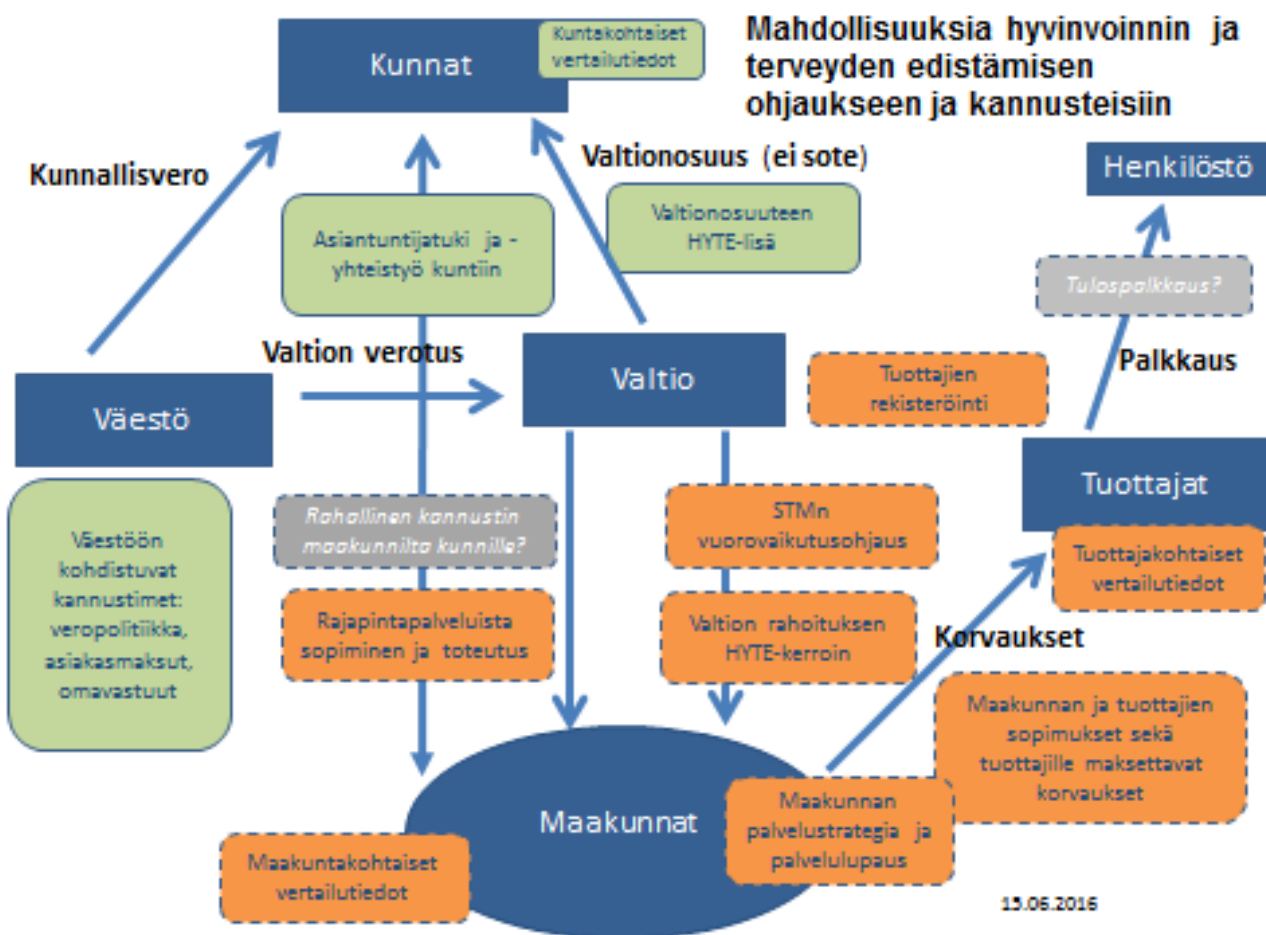 Mahdollisuuksia hyvinvoinnin ja
terveyden edistämisen
ohjaukseen ja kannusteisiin
Kunnat
Kuntakohtaiset
vertailutiedot
Kunnallisvero
Valtionosuus (ei sote)
Henkilöstö
Asiantuntijatuki ja -
yhteistyö kuntiin
Valtionosuuteen
HYTE-lisä
Tulospalkkaus?
Valtion verotus
Palkkaus
Väestö
Valtio
Tuottajien
rekisteröinti
Tuottajat
Väestöön
kohdistuvat
kannustimet:
veropolitiikka,
asiakasmaksut,
omavastuut
Rahallinen kannustin
maakunnilta kunnille?
STMn
vuorovaikutusohjaus
Tuottajakohtaiset
vertailutiedot
Rajapintapalveluista
sopiminen ja toteutus
Valtion rahoituksen
HYTE-kerroin
Korvaukset
Maakunnan ja tuottajien
sopimukset sekä
tuottajille maksettavat
korvaukset
Maakunnat
Maakunnan
palvelustrategia ja
palvelulupaus
Maakuntakohtaiset
vertailutiedot
15.06.2016